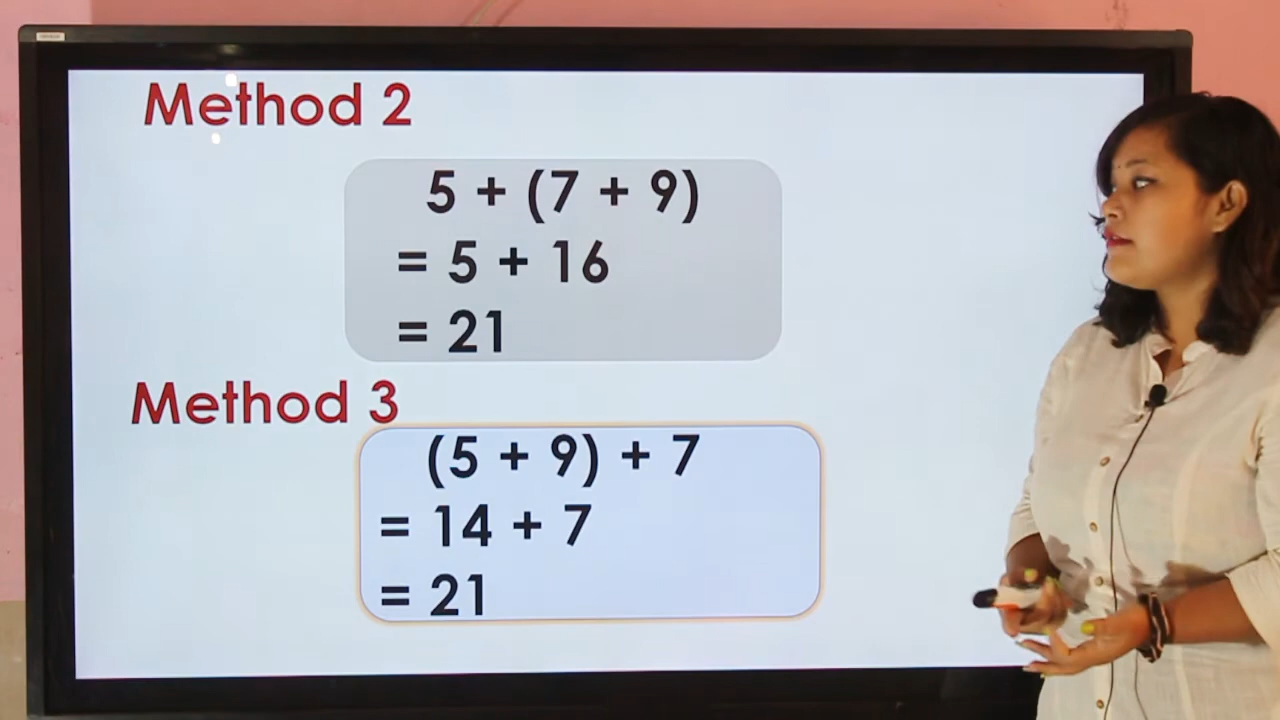 Method 2
5 + (7 + 9)
= 5 + 16
= 21
Method 3
(5 + 9) + 7
= 14 + 7
= 21